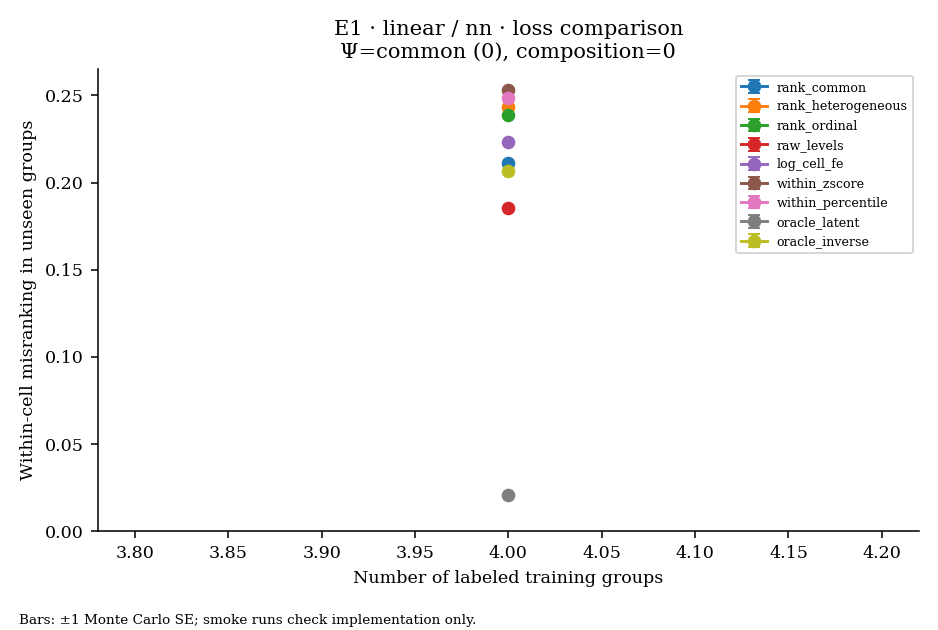 E1 · linear / nn · loss comparison
Ψ=common (0), composition=0
Within-cell misranking in unseen groups
0.25
0.20
0.15
0.10
0.05
0.00
rank_common
rank_heterogeneous
rank_ordinal
raw_levels
log_cell_fe
within_zscore
within_percentile
oracle_latent
oracle_inverse
3.80 3.85 3.90 3.95 4.00 4.05 4.10 4.15 4.20
Number of labeled training groups
Bars: ±1 Monte Carlo SE; smoke runs check implementation only.